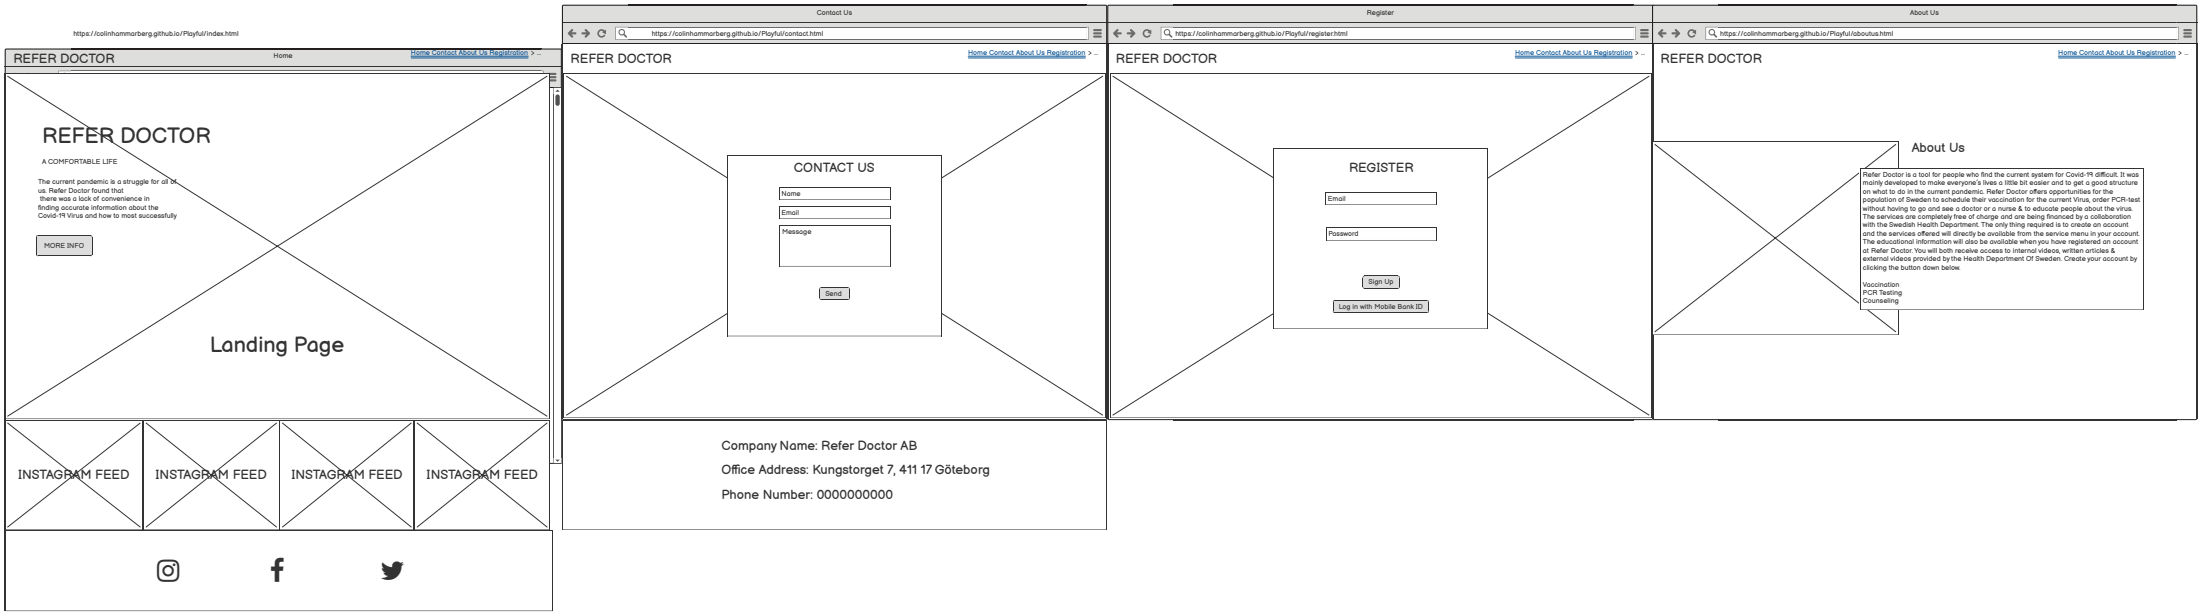 https://colinhammarberg.github.io/Playful/index.html
Home
REFER DOCTOR
Home Contact About Us Registration > ...
REFER DOCTOR
A COMFORTABLE LIFE
The current pandemic is a struggle for all of
us. Refer Doctor found that
there was a lack of convenience in
finding accurate information about the
Covid-19 Virus and how to most successfully
MORE INFO
Landing Page
INSTAGRAM FEED
INSTAGRAM FEED
INSTAGRAM FEED
INSTAGRAM FEED
Contact Us
https://colinhammarberg.github.io/Playful/contact.html
REFER DOCTOR
Home Contact About Us Registration > ...
CONTACT US
Name
Email
Message
Send
Company Name: Refer Doctor AB
Office Address: Kungstorget 7, 411 17 Göteborg
Phone Number: 0000000000
Register
https://colinhammarberg.github.io/Playful/register.html
REFER DOCTOR
Home Contact About Us Registration > ...
REGISTER
Email
Password
Sign Up
Log in with Mobile Bank ID
About Us
https://colinhammarberg.github.io/Playful/aboutus.html
REFER DOCTOR
Home Contact About Us Registration > ...
About Us
Refer Doctor is a tool for people who find the current system for Covid-19 difficult. It was
mainly developed to make everyone's lives a little bit easier and to get a good structure
on what to do in the current pandemic. Refer Doctor offers opportunities for the
population of Sweden to schedule their vaccination for the current Virus, order PCR-test
without having to go and see a doctor or a nurse & to educate people about the virus.
The services are completely free of charge and are being financed by a collaboration
with the Swedish Health Department. The only thing required is to create an account
and the services offered will directly be available from the service menu in your account.
The educational information will also be available when you have registered an account
at Refer Doctor. You will both receive access to internal videos, written articles &
external videos provided by the Health Department Of Sweden. Create your account by
clicking the button down below.
Vaccination
PCR Testing
Counseling